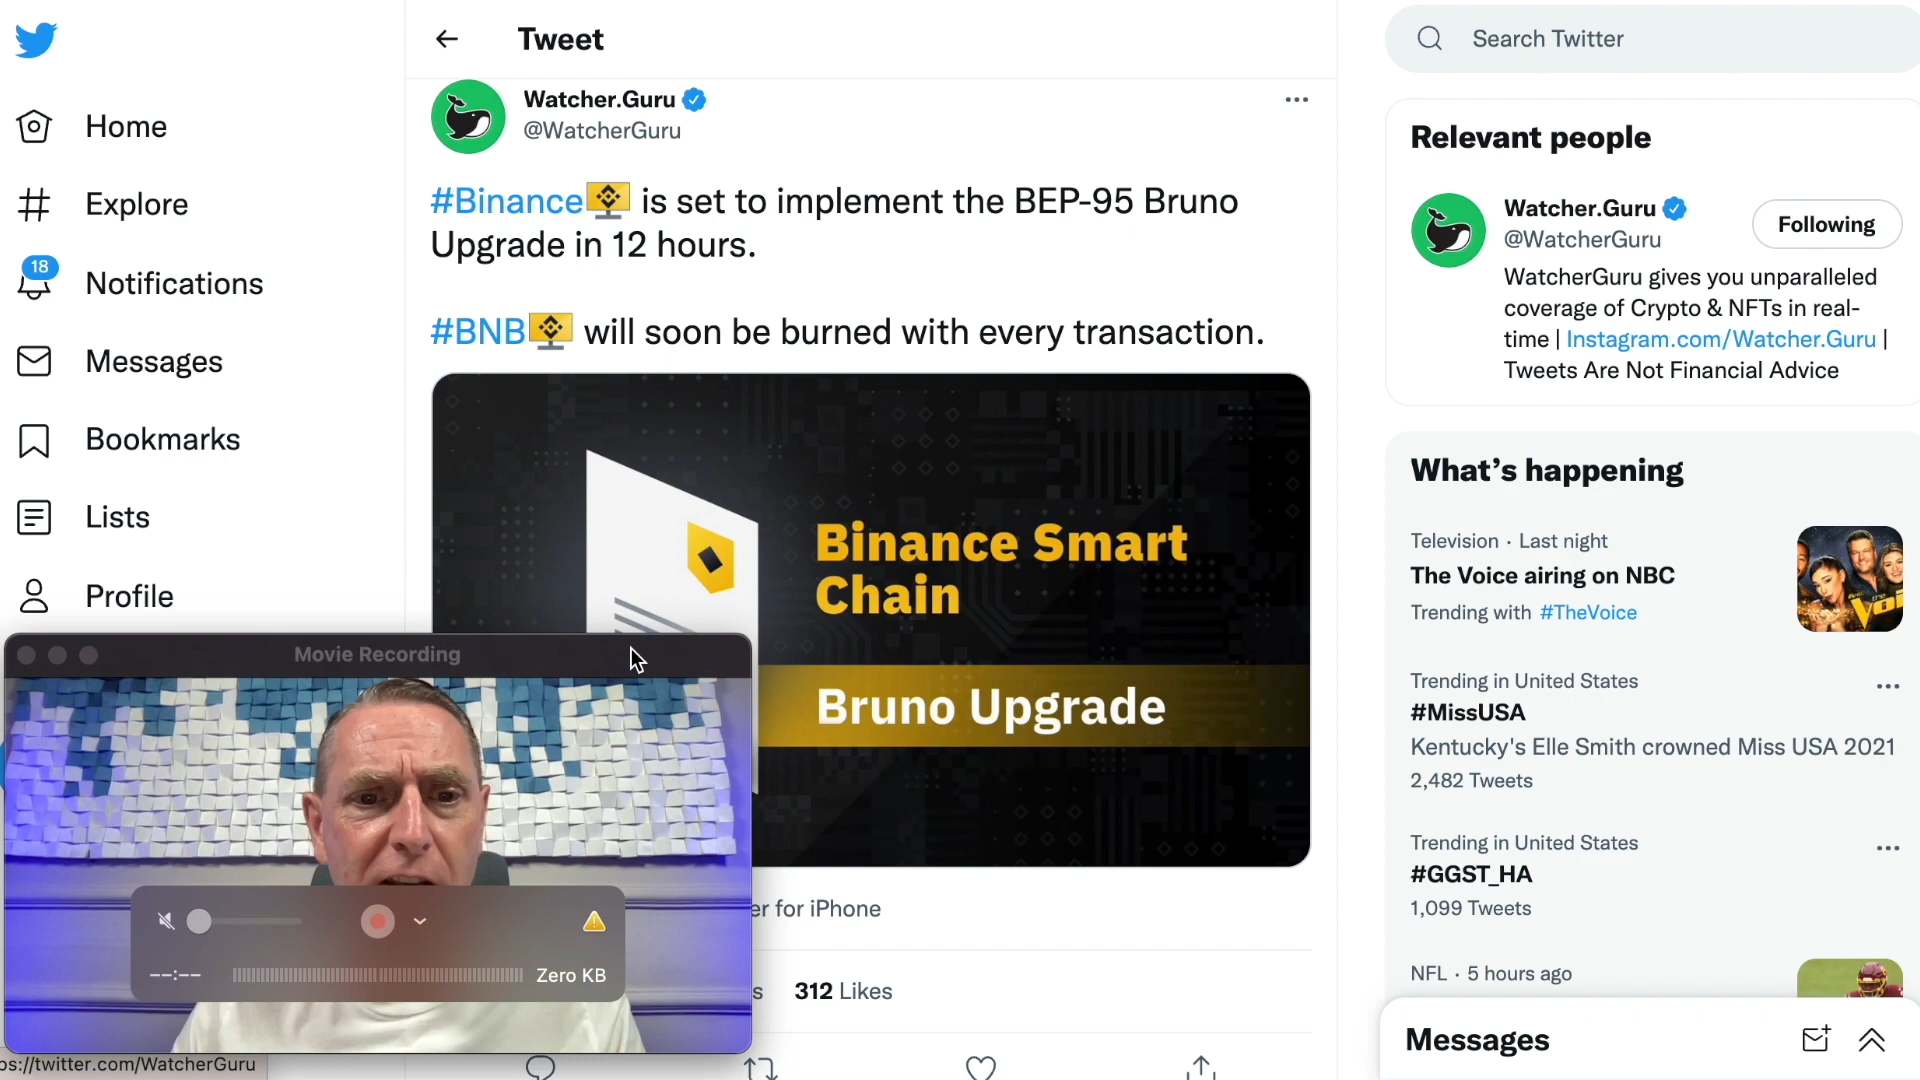 Home
Explore
18
Notifications
Messages
Bookmarks
Lists
Profile
Tweet
Watcher.Guru
@WatcherGuru
#Binance is set to implement the BEP-95 Bruno
Upgrade in 12 hours.
#BNB will soon be burned with every transaction.
Binance Smart
Chain
Bruno Upgrade
er for iPhone
s 312 Likes
Movie Recording
--:--
Zero KB
ps://twitter.com/WatcherGuru
Search Twitter
Relevant people
Watcher.Guru
@WatcherGuru
Following
WatcherGuru gives you unparalleled
coverage of Crypto & NFTs in real-
time | Instagram.com/Watcher.Guru |
Tweets Are Not Financial Advice
What's happening
Television · Last night
The Voice airing on NBC
Trending with #TheVoice
Trending in United States
#MissUSA
Kentucky's Elle Smith crowned Miss USA 2021
2,482 Tweets
Trending in United States
#GGST_HA
1,099 Tweets
NFL · 5 hours ago
Messages